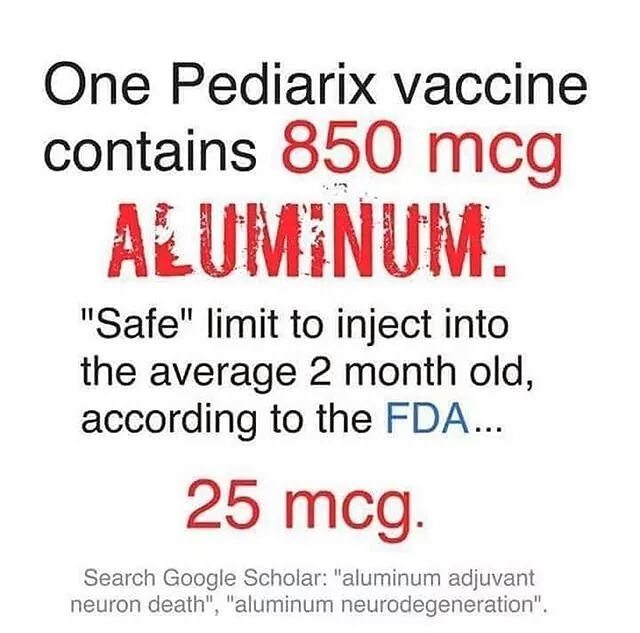 One Pediarix vaccine
contains 850 mcg
ALUMINUM.
"Safe" limit to inject into
the average 2 month old,
according to the FDA...
25 mcg.
Search Google Scholar: "aluminum adjuvant
neuron death", "aluminum neurodegeneration".